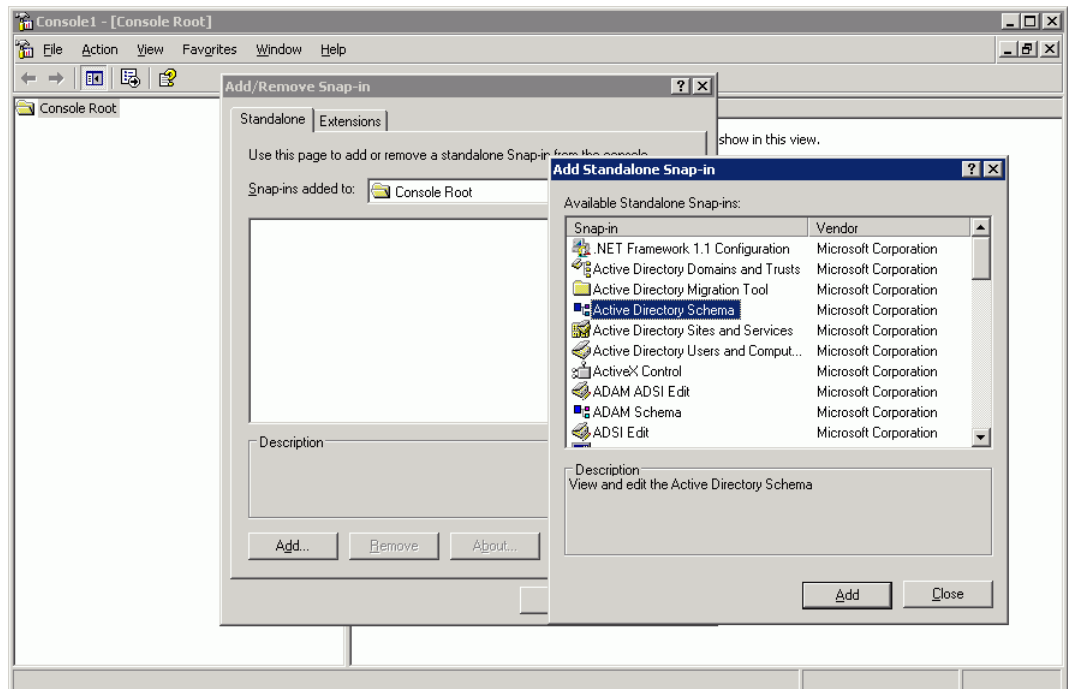 Console1 - [Console Root]
File Action View Favorites Window Help
Console Root
show in this view.
Add/Remove Snap-in
Standalone Extensions
Use this page to add or remove a standalone Snap-in from the console.
Snap-ins added to: Console Root
Description
Add... Remove About...
Add Standalone Snap-in
Available Standalone Snap-ins:
Snap-in Vendor
.NET Framework 1.1 Configuration Microsoft Corporation
Active Directory Domains and Trusts Microsoft Corporation
Active Directory Migration Tool Microsoft Corporation
Active Directory Schema Microsoft Corporation
Active Directory Sites and Services Microsoft Corporation
Active Directory Users and Comput... Microsoft Corporation
ActiveX Control Microsoft Corporation
ADAM ADSI Edit Microsoft Corporation
ADAM Schema Microsoft Corporation
ADSI Edit Microsoft Corporation
Description
View and edit the Active Directory Schema
Add Close